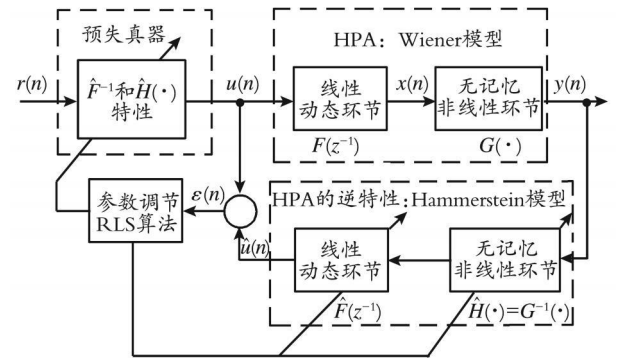 预失真器
HPA：Wiener模型
r(n)
F̂⁻¹和Ĥ(·)
特性
u(n)
线性
动态环节
x(n)
无记忆
非线性环节
y(n)
F(z⁻¹)
G(·)
参数调节
RLS算法
ε(n)
HPA的逆特性：Hammerstein模型
û(n)
线性
动态环节
无记忆
非线性环节
F̂(z⁻¹)
Ĥ(·)=G⁻¹(·)